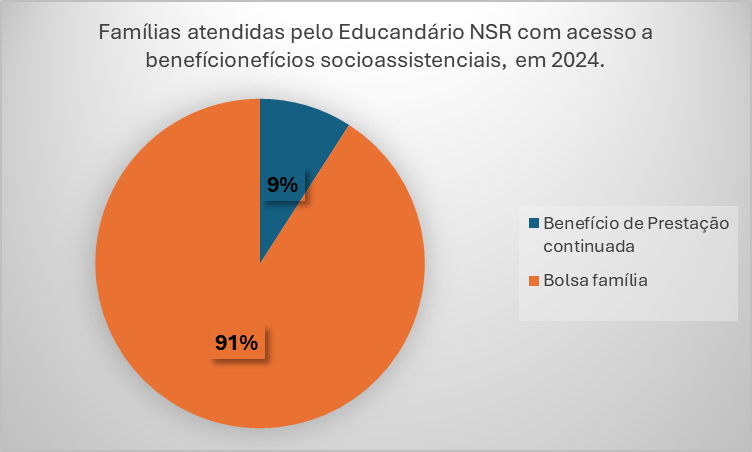 Famílias atendidas pelo Educandário NSR com acesso a
benefícionefícios socioassistenciais, em 2024.
9%
91%
Benefício de Prestação
continuada
Bolsa família